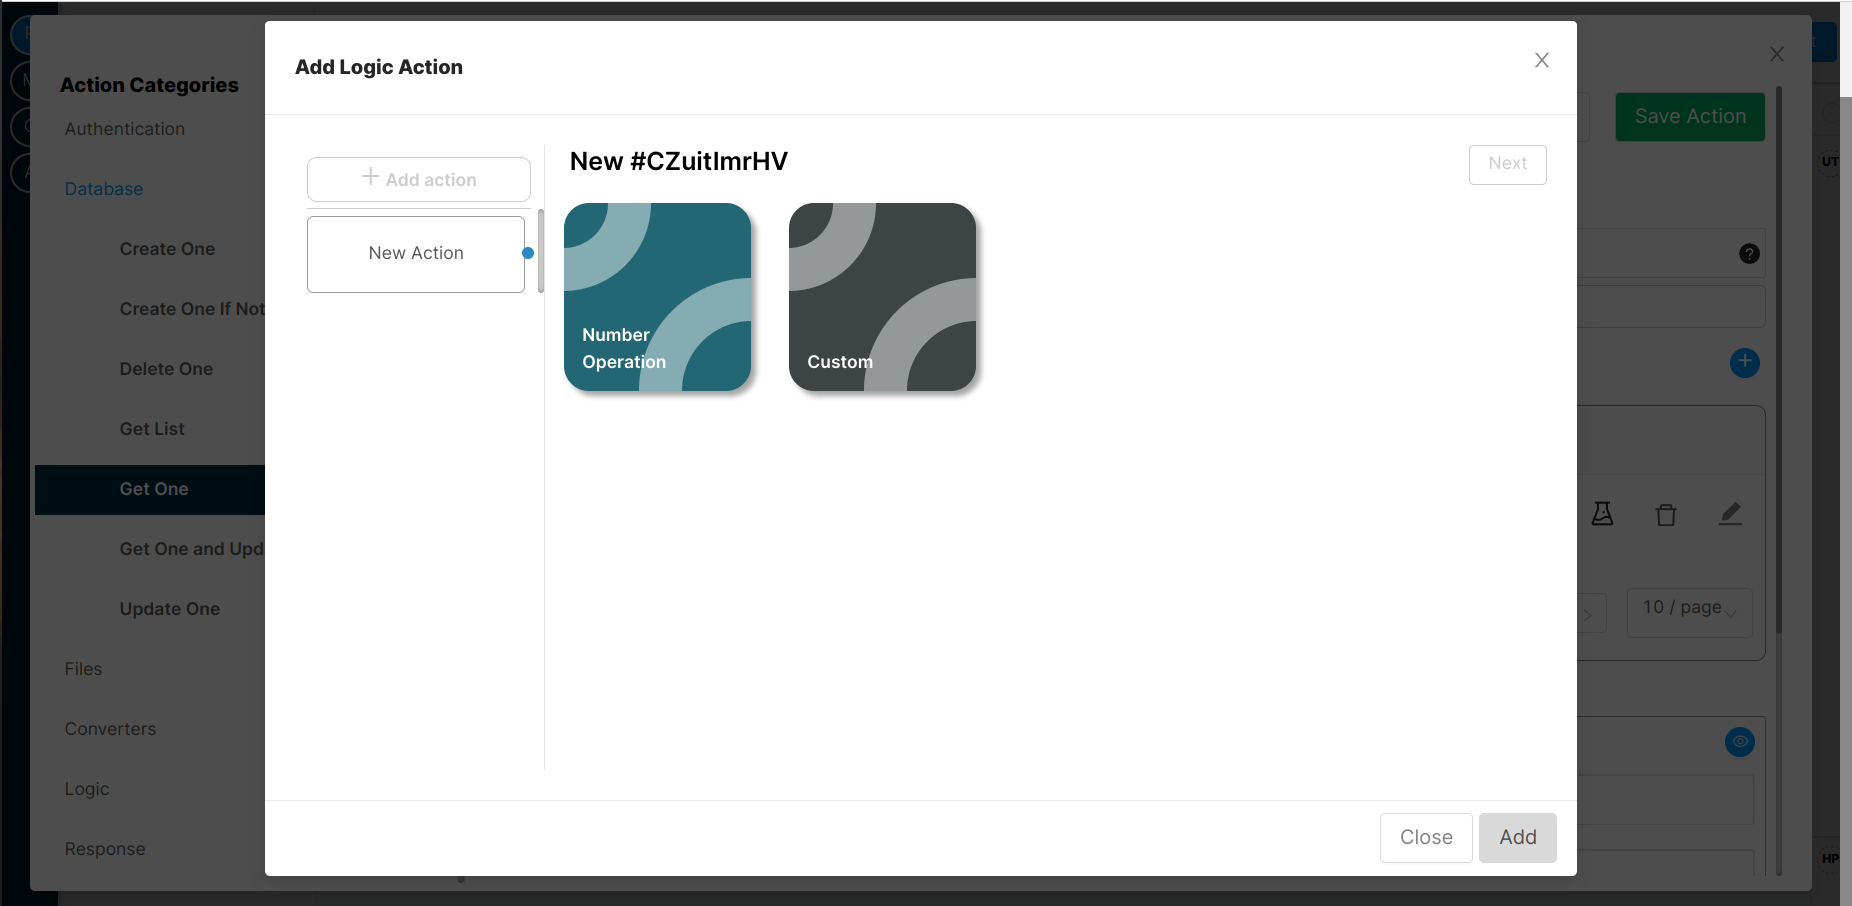 Add Logic Action
Action Categories
Save Action
Authentication
Add action
New #CZuitImrHV
Next
UT
Database
New Action
Create One
?
Create One If Not
Number
Operation
Custom
Delete One
Get List
Get One
Get One and Upd
Update One
10 / page
Files
Converters
Logic
Response
Close
Add
HP